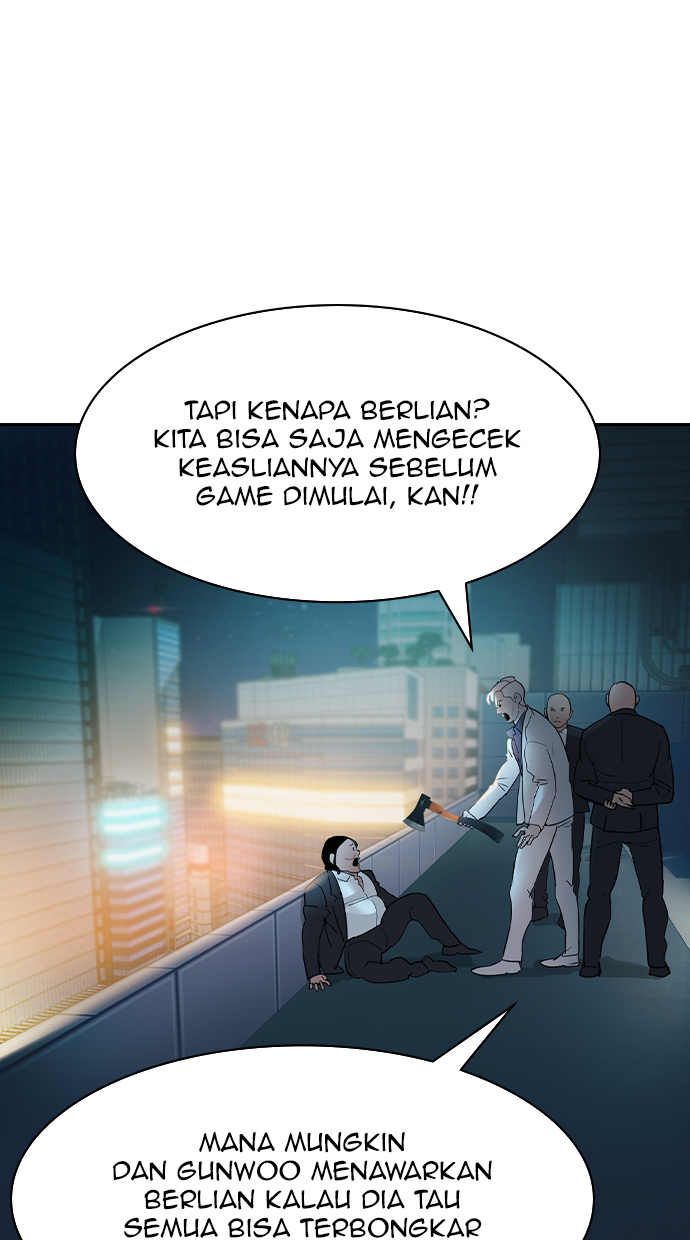 TAPI KENAPA BERLIAN?
KITA BISA SAJA MENGECEK
KEASLIANNYA SEBELUM
GAME DIMULAI, KAN!!
MANA MUNGKIN
DAN GUNWOO MENAWARKAN
BERLIAN KALAU DIA TAU
SEMUA BISA TERBONGKAR